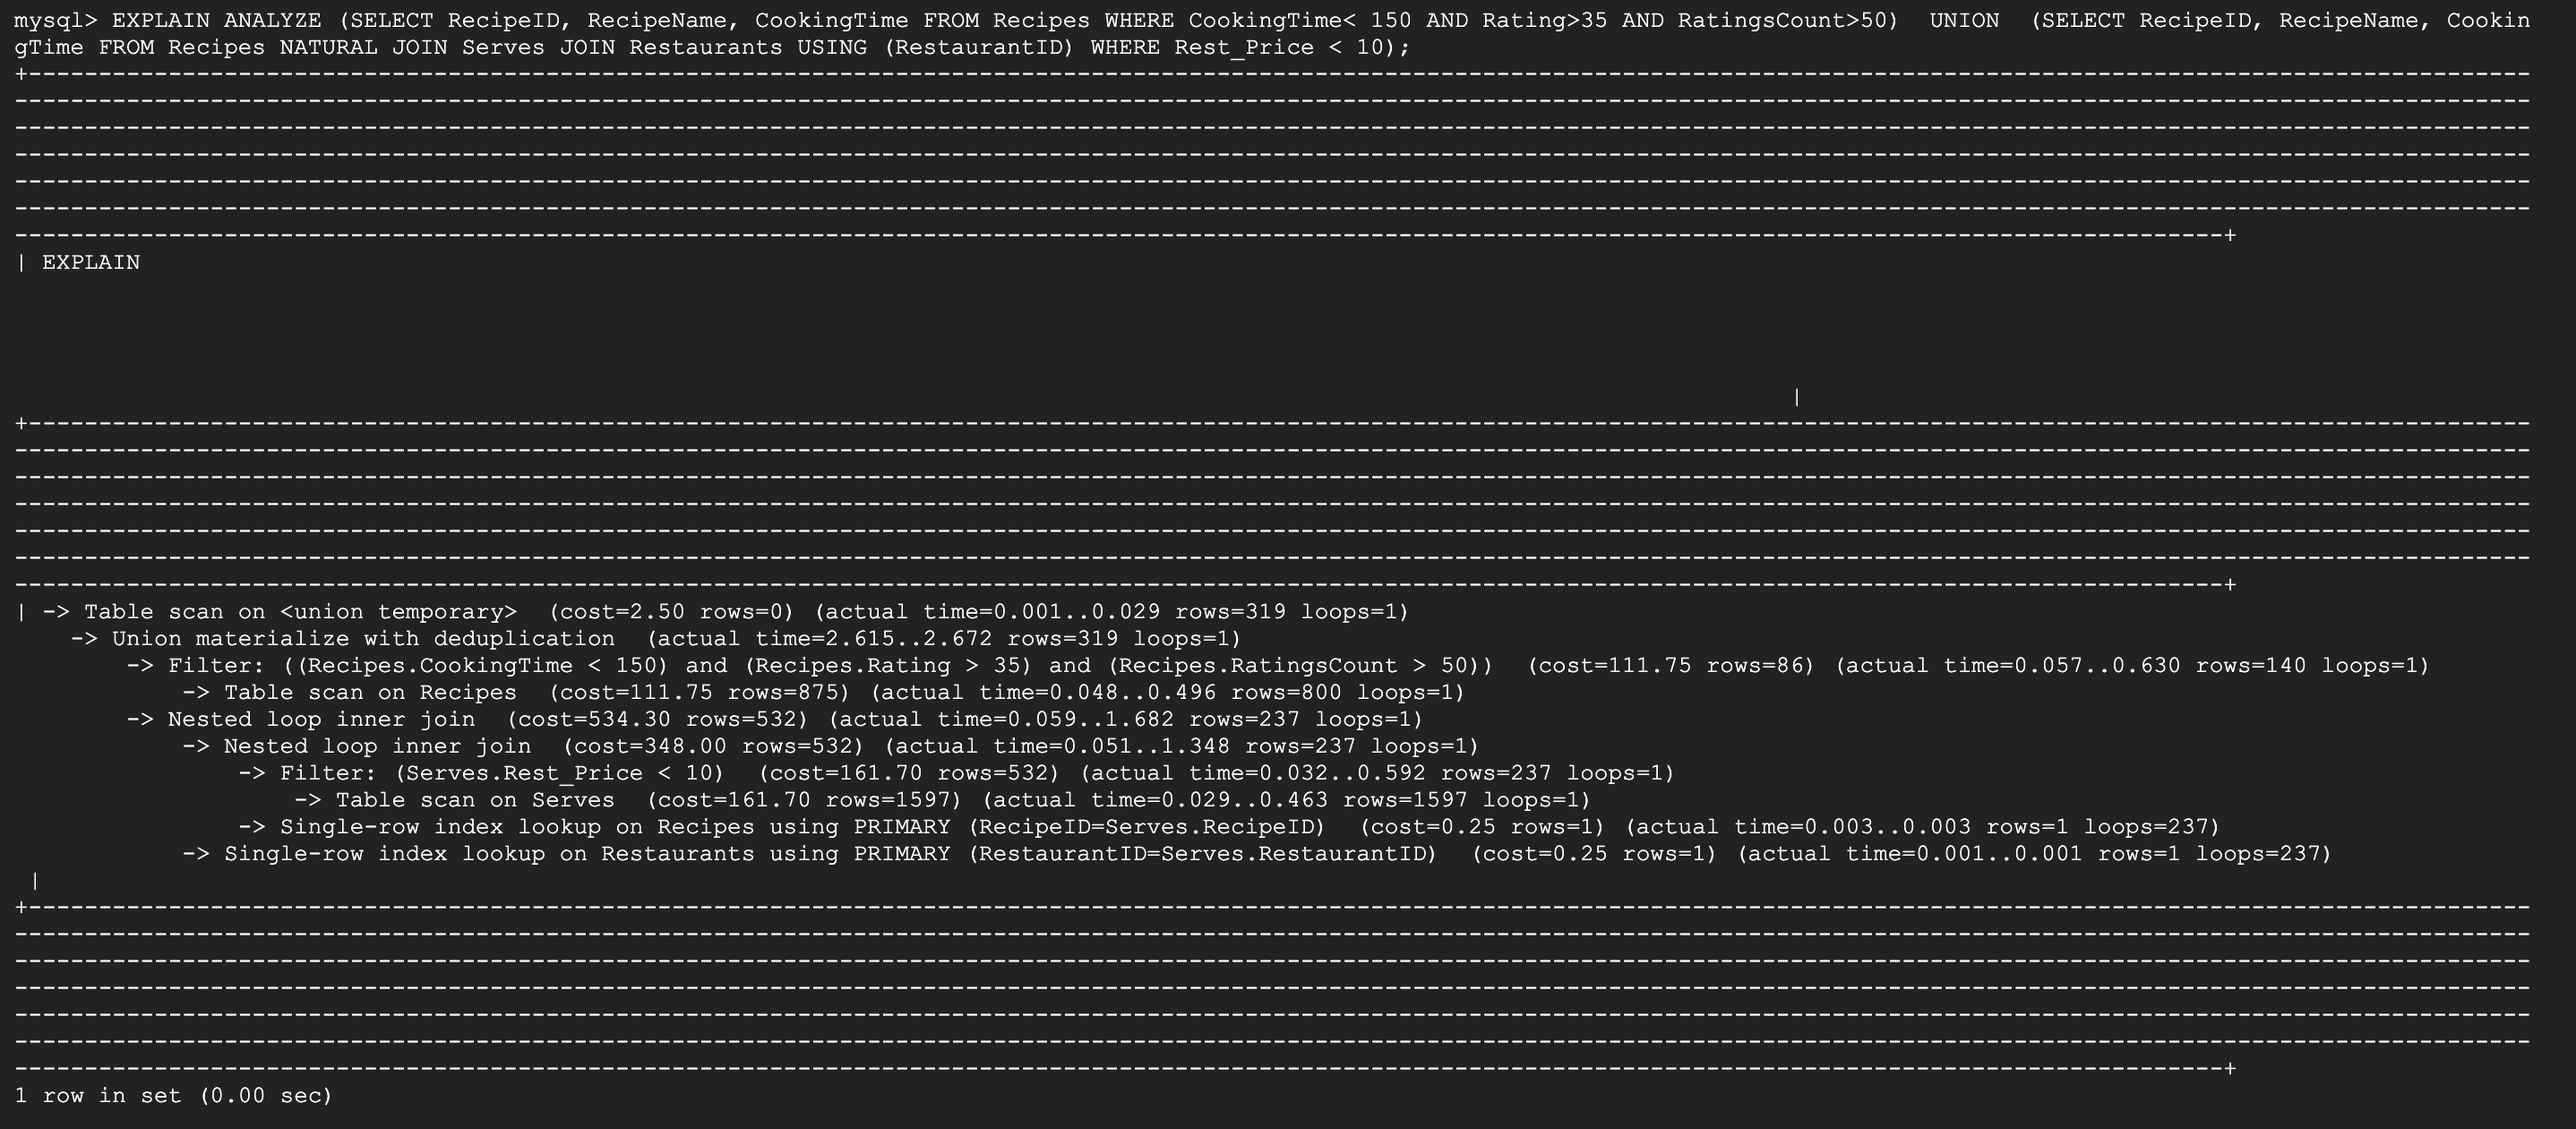 mysql> EXPLAIN ANALYZE (SELECT RecipeID, RecipeName, CookingTime FROM Recipes WHERE CookingTime< 150 AND Rating>35 AND RatingsCount>50)  UNION  (SELECT RecipeID, RecipeName, Cookin
gTime FROM Recipes NATURAL JOIN Serves JOIN Restaurants USING (RestaurantID) WHERE Rest_Price < 10);
| EXPLAIN
|
| -> Table scan on <union temporary>  (cost=2.50 rows=0) (actual time=0.001..0.029 rows=319 loops=1)
    -> Union materialize with deduplication  (actual time=2.615..2.672 rows=319 loops=1)
        -> Filter: ((Recipes.CookingTime < 150) and (Recipes.Rating > 35) and (Recipes.RatingsCount > 50))  (cost=111.75 rows=86) (actual time=0.057..0.630 rows=140 loops=1)
            -> Table scan on Recipes  (cost=111.75 rows=875) (actual time=0.048..0.496 rows=800 loops=1)
        -> Nested loop inner join  (cost=534.30 rows=532) (actual time=0.059..1.682 rows=237 loops=1)
            -> Nested loop inner join  (cost=348.00 rows=532) (actual time=0.051..1.348 rows=237 loops=1)
                -> Filter: (Serves.Rest_Price < 10)  (cost=161.70 rows=532) (actual time=0.032..0.592 rows=237 loops=1)
                    -> Table scan on Serves  (cost=161.70 rows=1597) (actual time=0.029..0.463 rows=1597 loops=1)
                -> Single-row index lookup on Recipes using PRIMARY (RecipeID=Serves.RecipeID)  (cost=0.25 rows=1) (actual time=0.003..0.003 rows=1 loops=237)
            -> Single-row index lookup on Restaurants using PRIMARY (RestaurantID=Serves.RestaurantID)  (cost=0.25 rows=1) (actual time=0.001..0.001 rows=1 loops=237)
 |
1 row in set (0.00 sec)